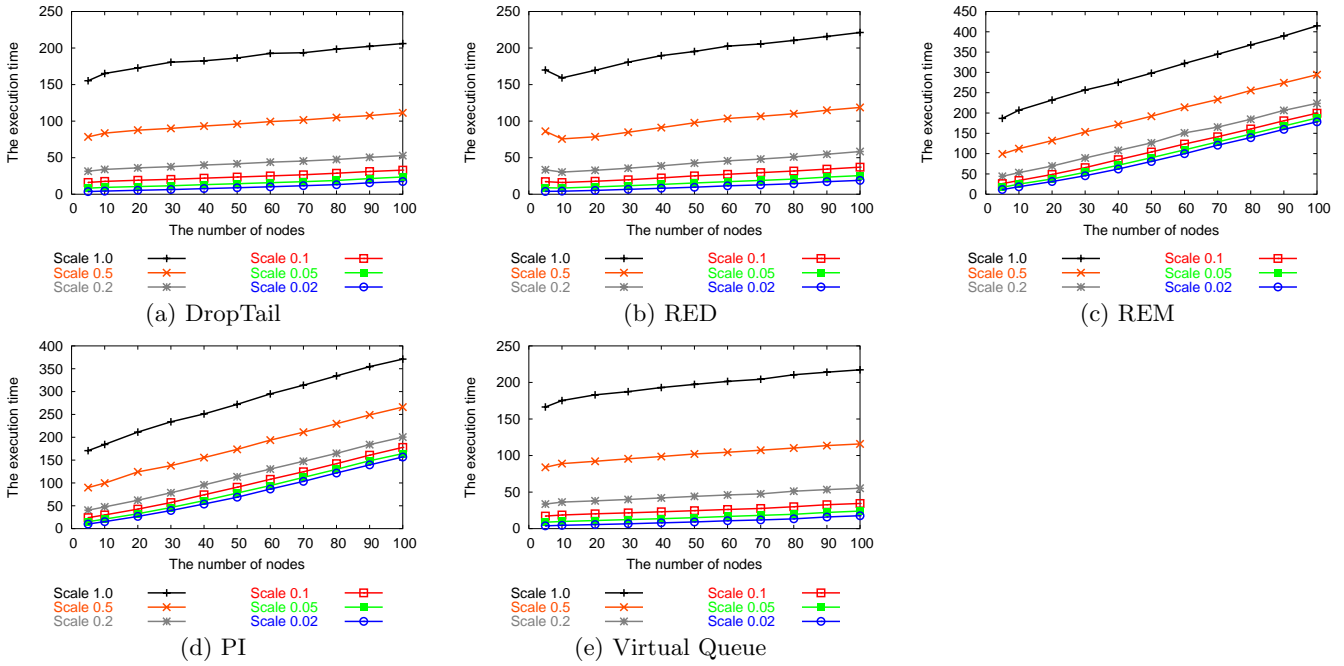 250
200
150
100
50
0
The execution time
0 10 20 30 40 50 60 70 80 90 100
The number of nodes
Scale 1.0 Scale 0.1
Scale 0.5 Scale 0.05
Scale 0.2 Scale 0.02
(a) DropTail
250
200
150
100
50
0
The execution time
0 10 20 30 40 50 60 70 80 90 100
The number of nodes
Scale 1.0 Scale 0.1
Scale 0.5 Scale 0.05
Scale 0.2 Scale 0.02
(b) RED
450
400
350
300
250
200
150
100
50
0
The execution time
0 10 20 30 40 50 60 70 80 90 100
The number of nodes
Scale 1.0 Scale 0.1
Scale 0.5 Scale 0.05
Scale 0.2 Scale 0.02
(c) REM
400
350
300
250
200
150
100
50
0
The execution time
0 10 20 30 40 50 60 70 80 90 100
The number of nodes
Scale 1.0 Scale 0.1
Scale 0.5 Scale 0.05
Scale 0.2 Scale 0.02
(d) PI
250
200
150
100
50
0
The execution time
0 10 20 30 40 50 60 70 80 90 100
The number of nodes
Scale 1.0 Scale 0.1
Scale 0.5 Scale 0.05
Scale 0.2 Scale 0.02
(e) Virtual Queue